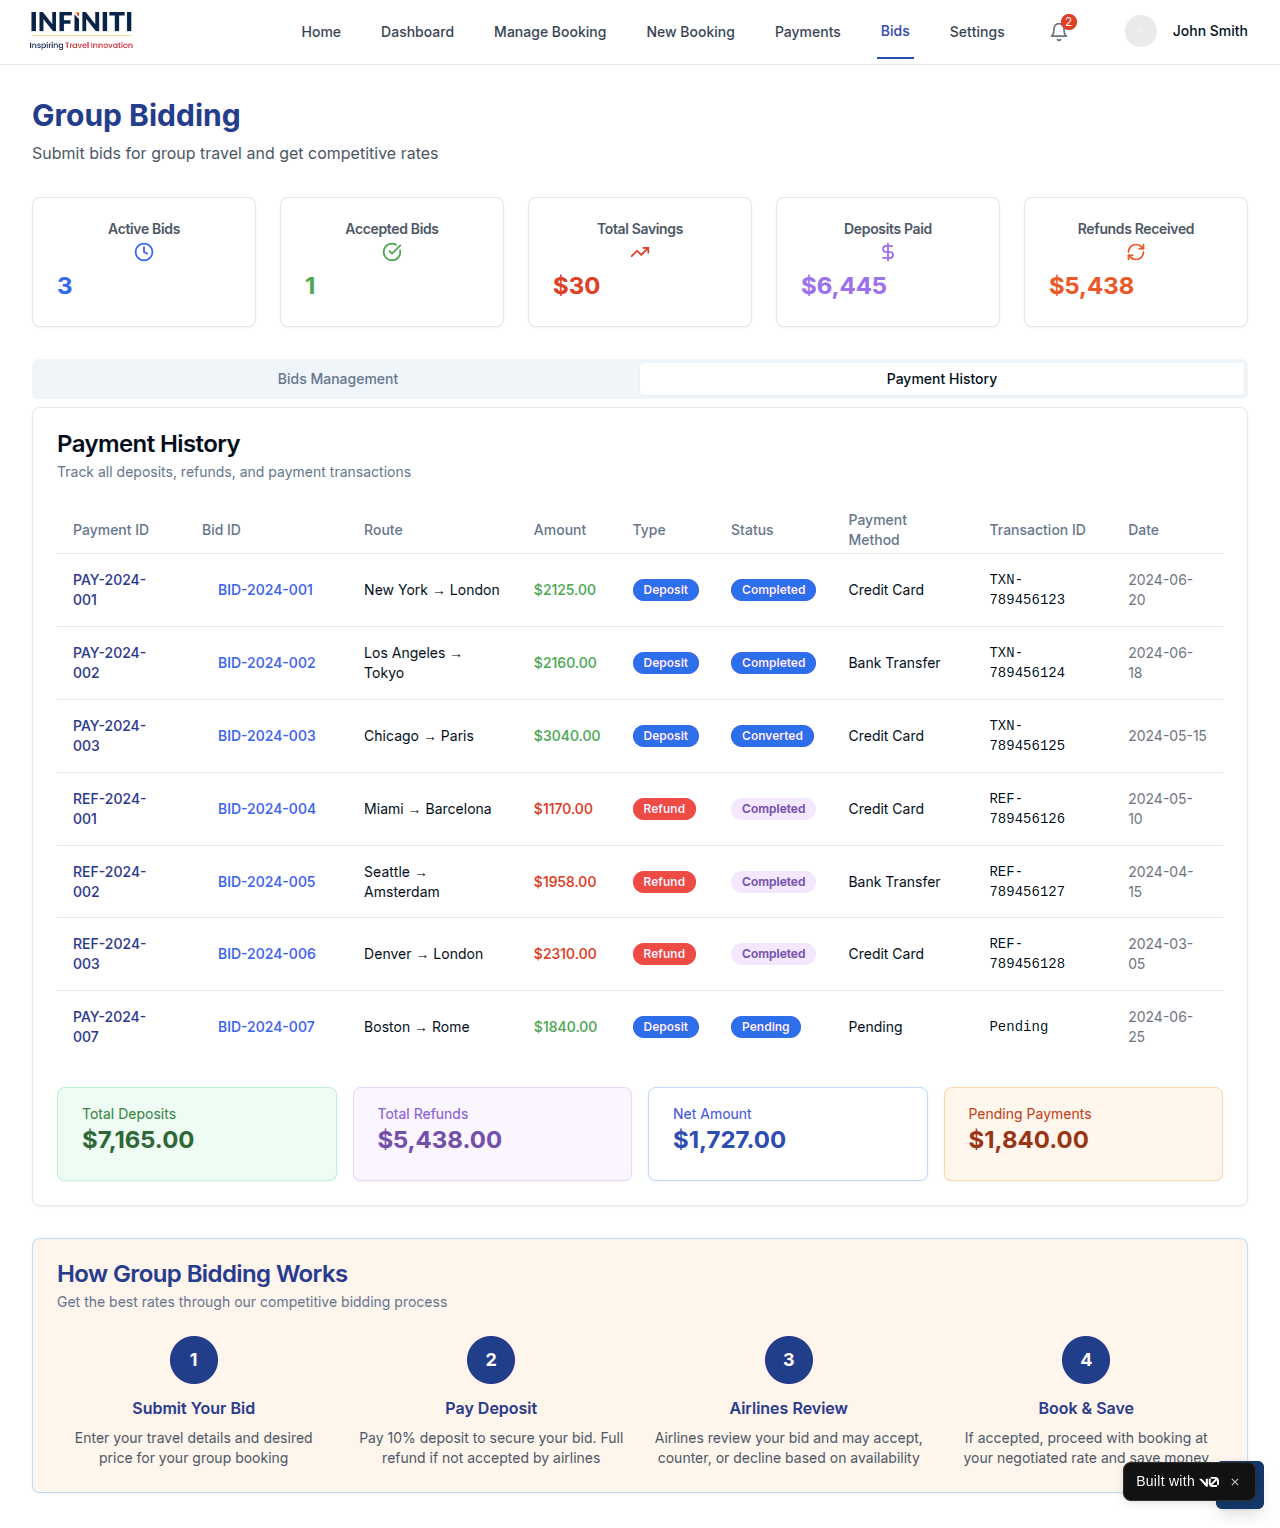 INFINITI
Inspiring Travel Innovation
Home
Dashboard
Manage Booking
New Booking
Payments
Bids
Settings
2
John Smith
Group Bidding
Submit bids for group travel and get competitive rates
Active Bids
3
Accepted Bids
1
Total Savings
$30
Deposits Paid
$6,445
Refunds Received
$5,438
Bids Management
Payment History
Payment History
Track all deposits, refunds, and payment transactions
Payment ID Bid ID Route Amount Type Status Payment Method Transaction ID Date
PAY-2024-001 BID-2024-001 New York → London $2125.00 Deposit Completed Credit Card TXN-789456123 2024-06-20
PAY-2024-002 BID-2024-002 Los Angeles → Tokyo $2160.00 Deposit Completed Bank Transfer TXN-789456124 2024-06-18
PAY-2024-003 BID-2024-003 Chicago → Paris $3040.00 Deposit Converted Credit Card TXN-789456125 2024-05-15
REF-2024-001 BID-2024-004 Miami → Barcelona $1170.00 Refund Completed Credit Card REF-789456126 2024-05-10
REF-2024-002 BID-2024-005 Seattle → Amsterdam $1958.00 Refund Completed Bank Transfer REF-789456127 2024-04-15
REF-2024-003 BID-2024-006 Denver → London $2310.00 Refund Completed Credit Card REF-789456128 2024-03-05
PAY-2024-007 BID-2024-007 Boston → Rome $1840.00 Deposit Pending Pending Pending 2024-06-25
Total Deposits
$7,165.00
Total Refunds
$5,438.00
Net Amount
$1,727.00
Pending Payments
$1,840.00
How Group Bidding Works
Get the best rates through our competitive bidding process
1
Submit Your Bid
Enter your travel details and desired
price for your group booking
2
Pay Deposit
Pay 10% deposit to secure your bid. Full
refund if not accepted by airlines
3
Airlines Review
Airlines review your bid and may accept,
counter, or decline based on availability
4
Book & Save
If accepted, proceed with booking at
your negotiated rate and save money
Built with v0 ×